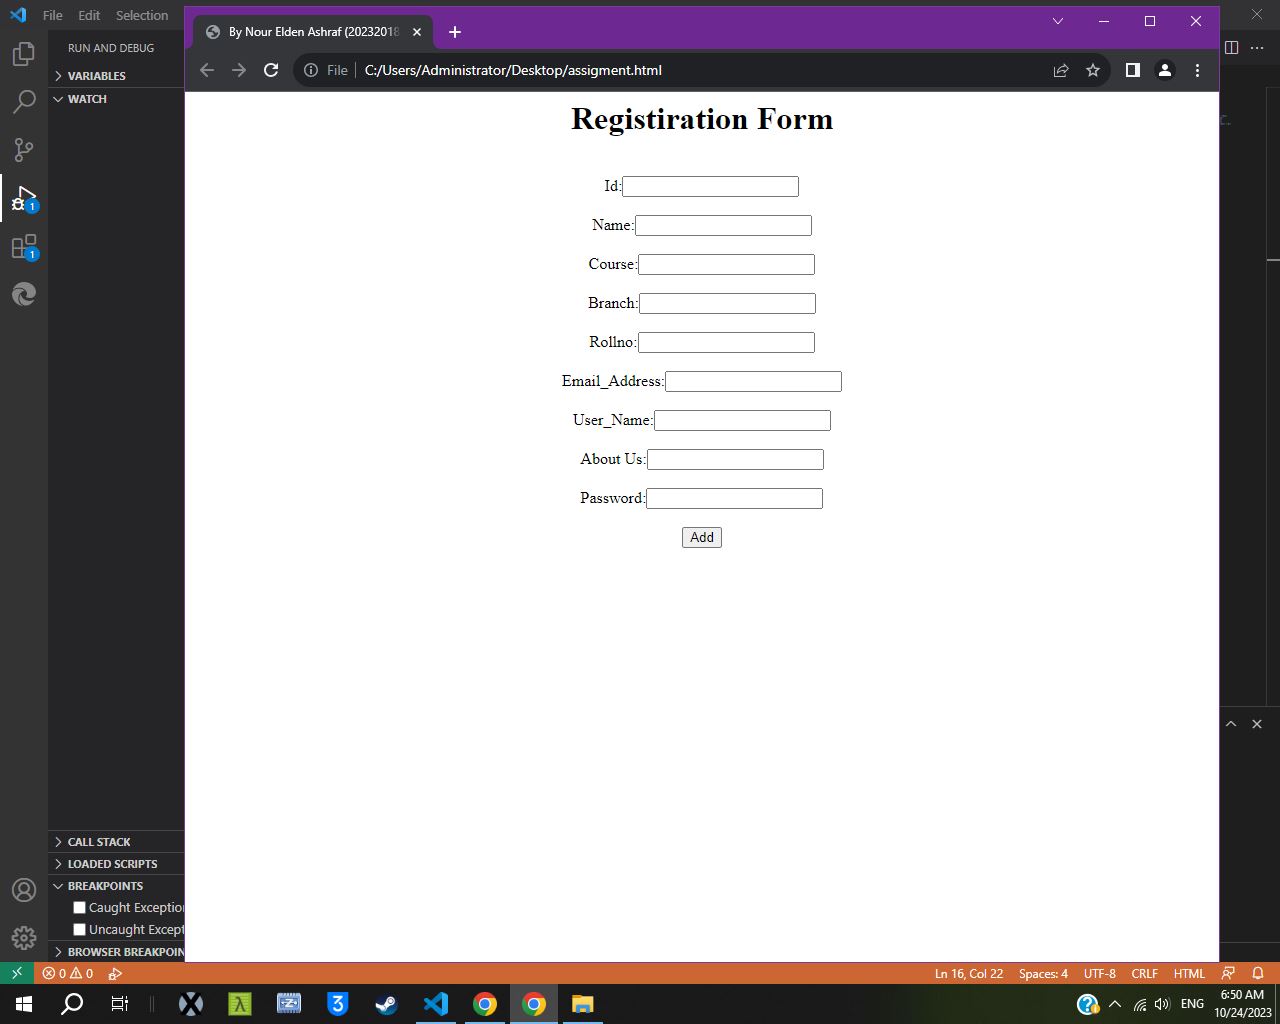 File Edit Selection
By Nour Elden Ashraf (20232018
RUN AND DEBUG
File C:/Users/Administrator/Desktop/assigment.html
VARIABLES
WATCH
Registiration Form
Id:
Name:
Course:
Branch:
Rollno:
Email_Address:
User_Name:
About Us:
Password:
Add
CALL STACK
LOADED SCRIPTS
BREAKPOINTS
Caught Exception
Uncaught Except
BROWSER BREAKPOIN
0 0 Ln 16, Col 22 Spaces: 4 UTF-8 CRLF HTML
ENG
6:50 AM
10/24/2023